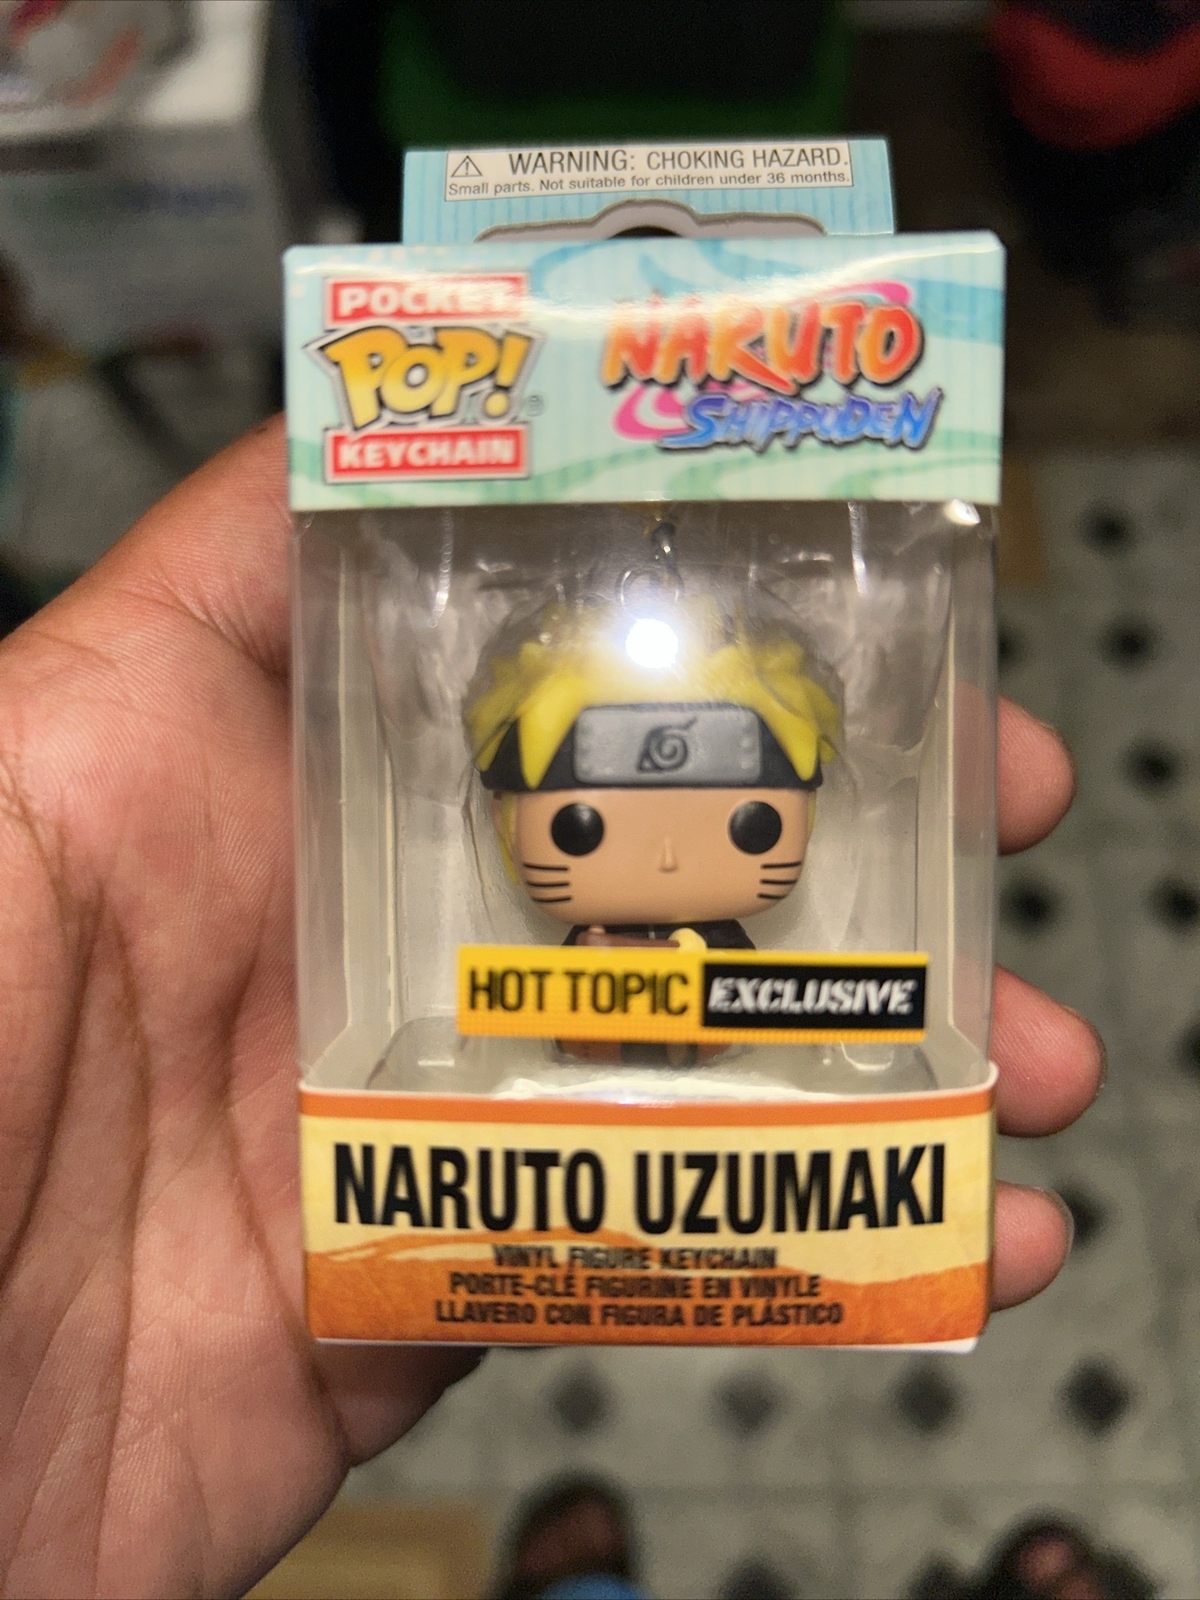 WARNING: CHOKING HAZARD.
Small parts. Not suitable for children under 36 months.
POCKET
POP!
KEYCHAIN
NARUTO
SHIPPUDEN
HOT TOPIC EXCLUSIVE
NARUTO UZUMAKI
VINYL FIGURE KEYCHAIN
PORTE-CLÉ FIGURINE EN VINYLE
LLAVERO CON FIGURA DE PLÁSTICO